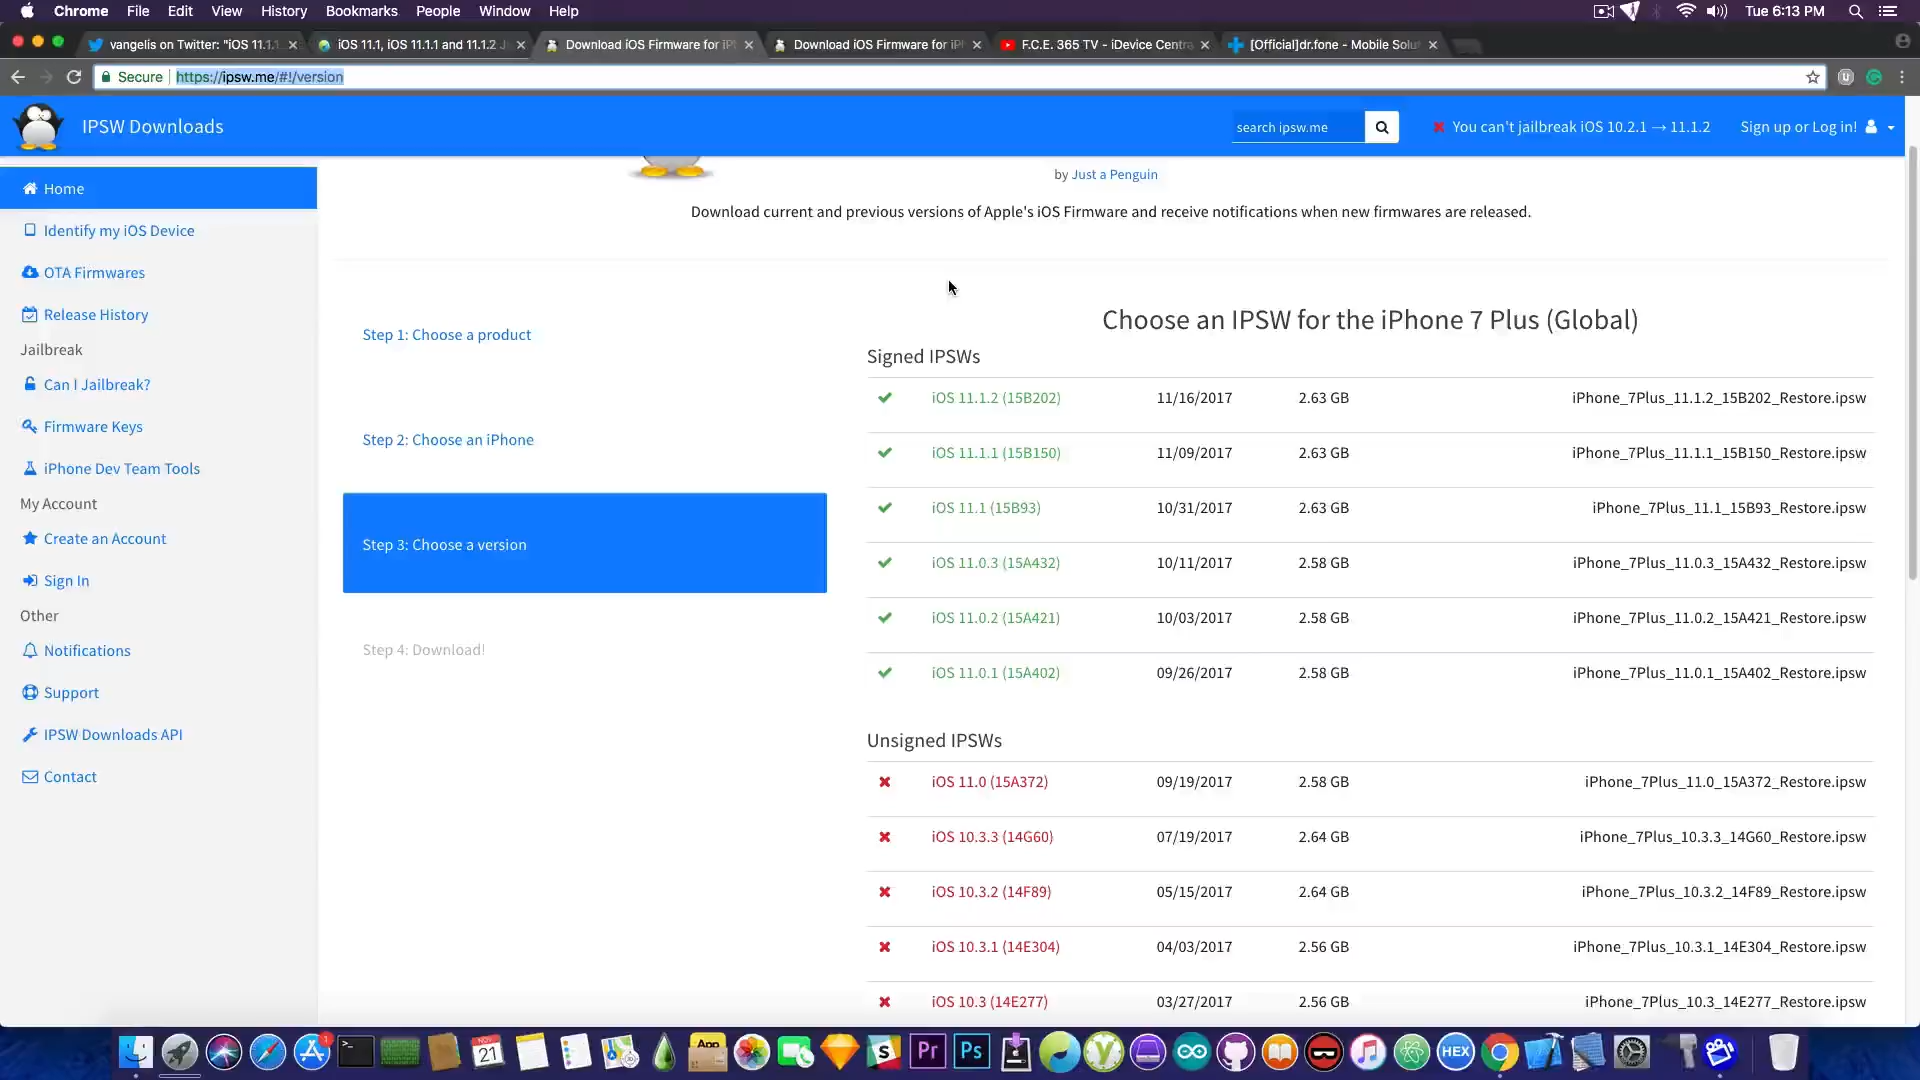 Chrome File Edit View History Bookmarks People Window Help Tue 6:13 PM
vangelis on Twitter: "iOS 11.1.1 iOS 11.1, iOS 11.1.1 and 11.1.2 J Download iOS Firmware for iP Download iOS Firmware for iP F.C.E. 365 TV - iDevice Centra [Official]dr.fone - Mobile Solut
Secure https://ipsw.me/#!/version
IPSW Downloads search ipsw.me You can't jailbreak iOS 10.2.1 → 11.1.2 Sign up or Log in!
Home
Identify my iOS Device
OTA Firmwares
Release History
Jailbreak
Can I Jailbreak?
Firmware Keys
iPhone Dev Team Tools
My Account
Create an Account
Sign In
Other
Notifications
Support
IPSW Downloads API
Contact
by Just a Penguin
Download current and previous versions of Apple's iOS Firmware and receive notifications when new firmwares are released.
Step 1: Choose a product
Step 2: Choose an iPhone
Step 3: Choose a version
Step 4: Download!
Choose an IPSW for the iPhone 7 Plus (Global)
Signed IPSWs
iOS 11.1.2 (15B202) 11/16/2017 2.63 GB iPhone_7Plus_11.1.2_15B202_Restore.ipsw
iOS 11.1.1 (15B150) 11/09/2017 2.63 GB iPhone_7Plus_11.1.1_15B150_Restore.ipsw
iOS 11.1 (15B93) 10/31/2017 2.63 GB iPhone_7Plus_11.1_15B93_Restore.ipsw
iOS 11.0.3 (15A432) 10/11/2017 2.58 GB iPhone_7Plus_11.0.3_15A432_Restore.ipsw
iOS 11.0.2 (15A421) 10/03/2017 2.58 GB iPhone_7Plus_11.0.2_15A421_Restore.ipsw
iOS 11.0.1 (15A402) 09/26/2017 2.58 GB iPhone_7Plus_11.0.1_15A402_Restore.ipsw
Unsigned IPSWs
iOS 11.0 (15A372) 09/19/2017 2.58 GB iPhone_7Plus_11.0_15A372_Restore.ipsw
iOS 10.3.3 (14G60) 07/19/2017 2.64 GB iPhone_7Plus_10.3.3_14G60_Restore.ipsw
iOS 10.3.2 (14F89) 05/15/2017 2.64 GB iPhone_7Plus_10.3.2_14F89_Restore.ipsw
iOS 10.3.1 (14E304) 04/03/2017 2.56 GB iPhone_7Plus_10.3.1_14E304_Restore.ipsw
iOS 10.3 (14E277) 03/27/2017 2.56 GB iPhone_7Plus_10.3_14E277_Restore.ipsw
1 NOV 21 App S Pr Ps HEX